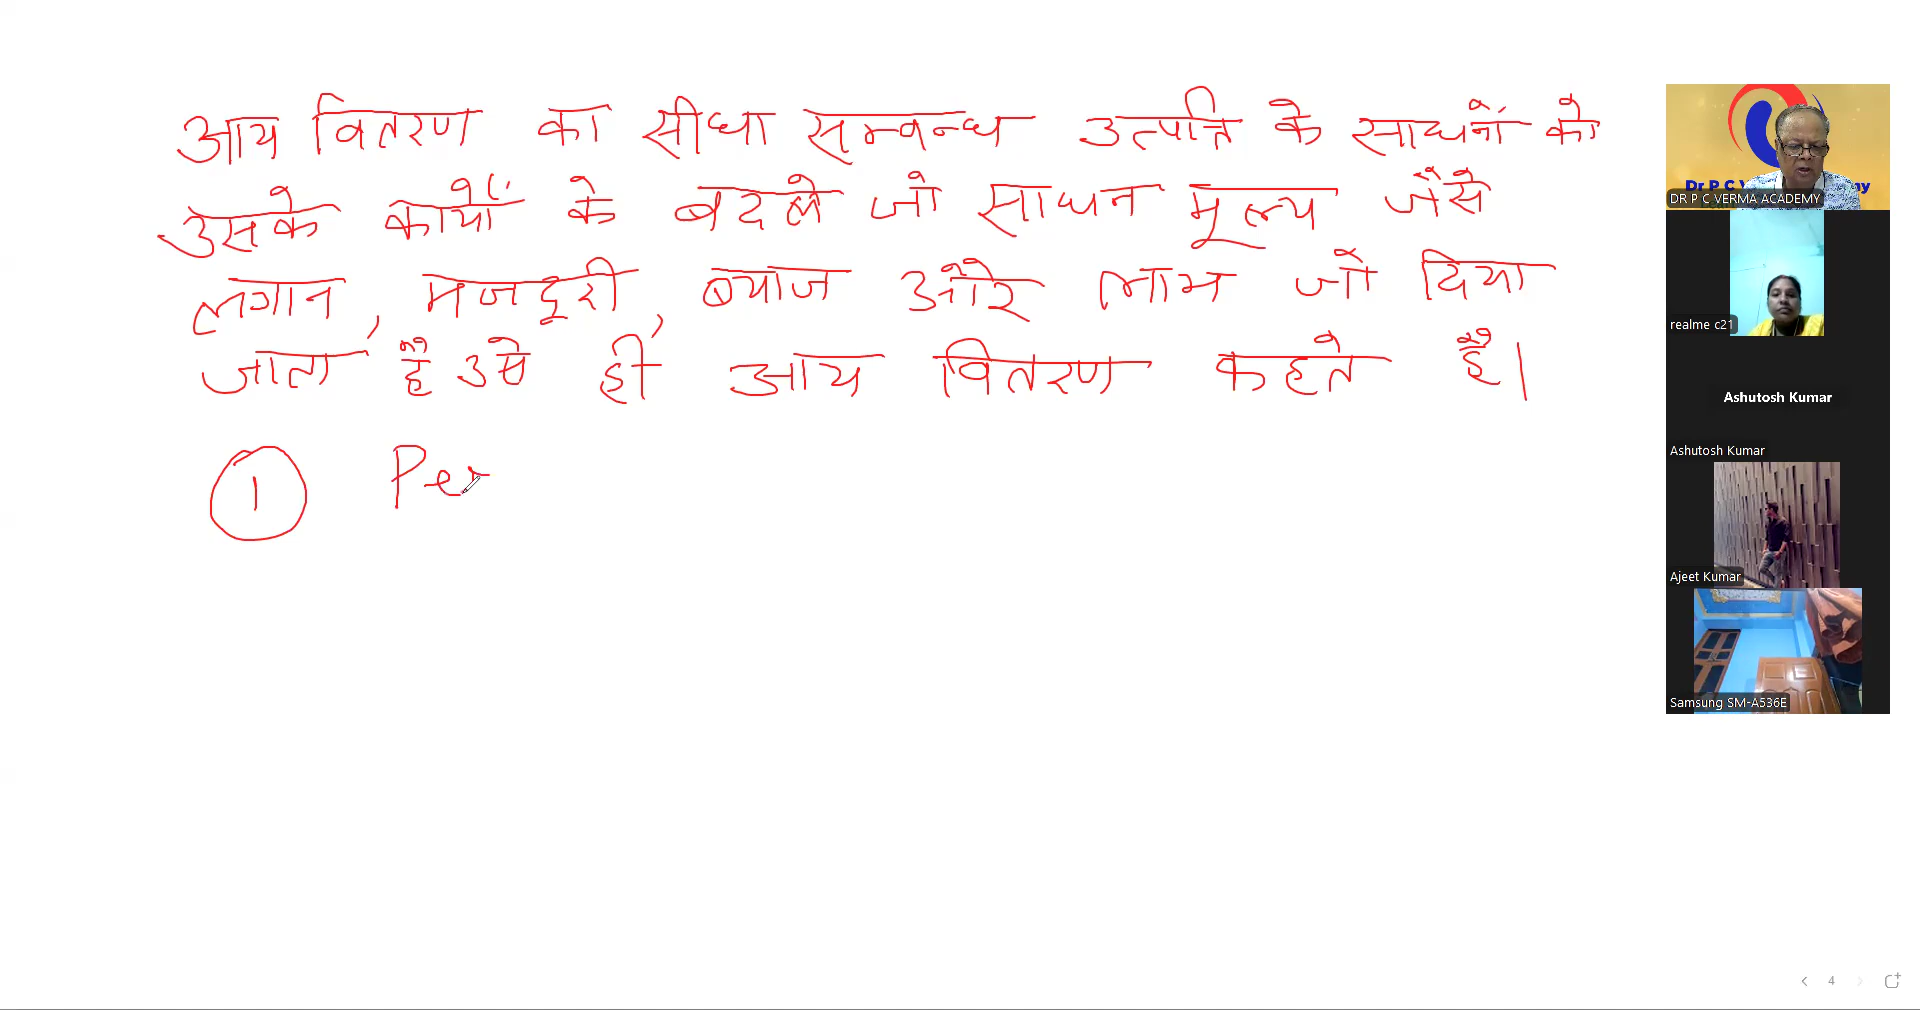 आय वितरण का सीधा सम्वन्ध उत्पत्ति के साधनों को
उसके कार्यों के बदले जो साधन मूल्य जैसे
लगान, मजदूरी, ब्याज और लाभ जो दिया
जाता है उसे ही आय वितरण कहते है।
1 Per
DR P C VERMA ACADEMY
realme c21
Ashutosh Kumar
Ashutosh Kumar
Ajeet Kumar
Samsung SM-A536E
4